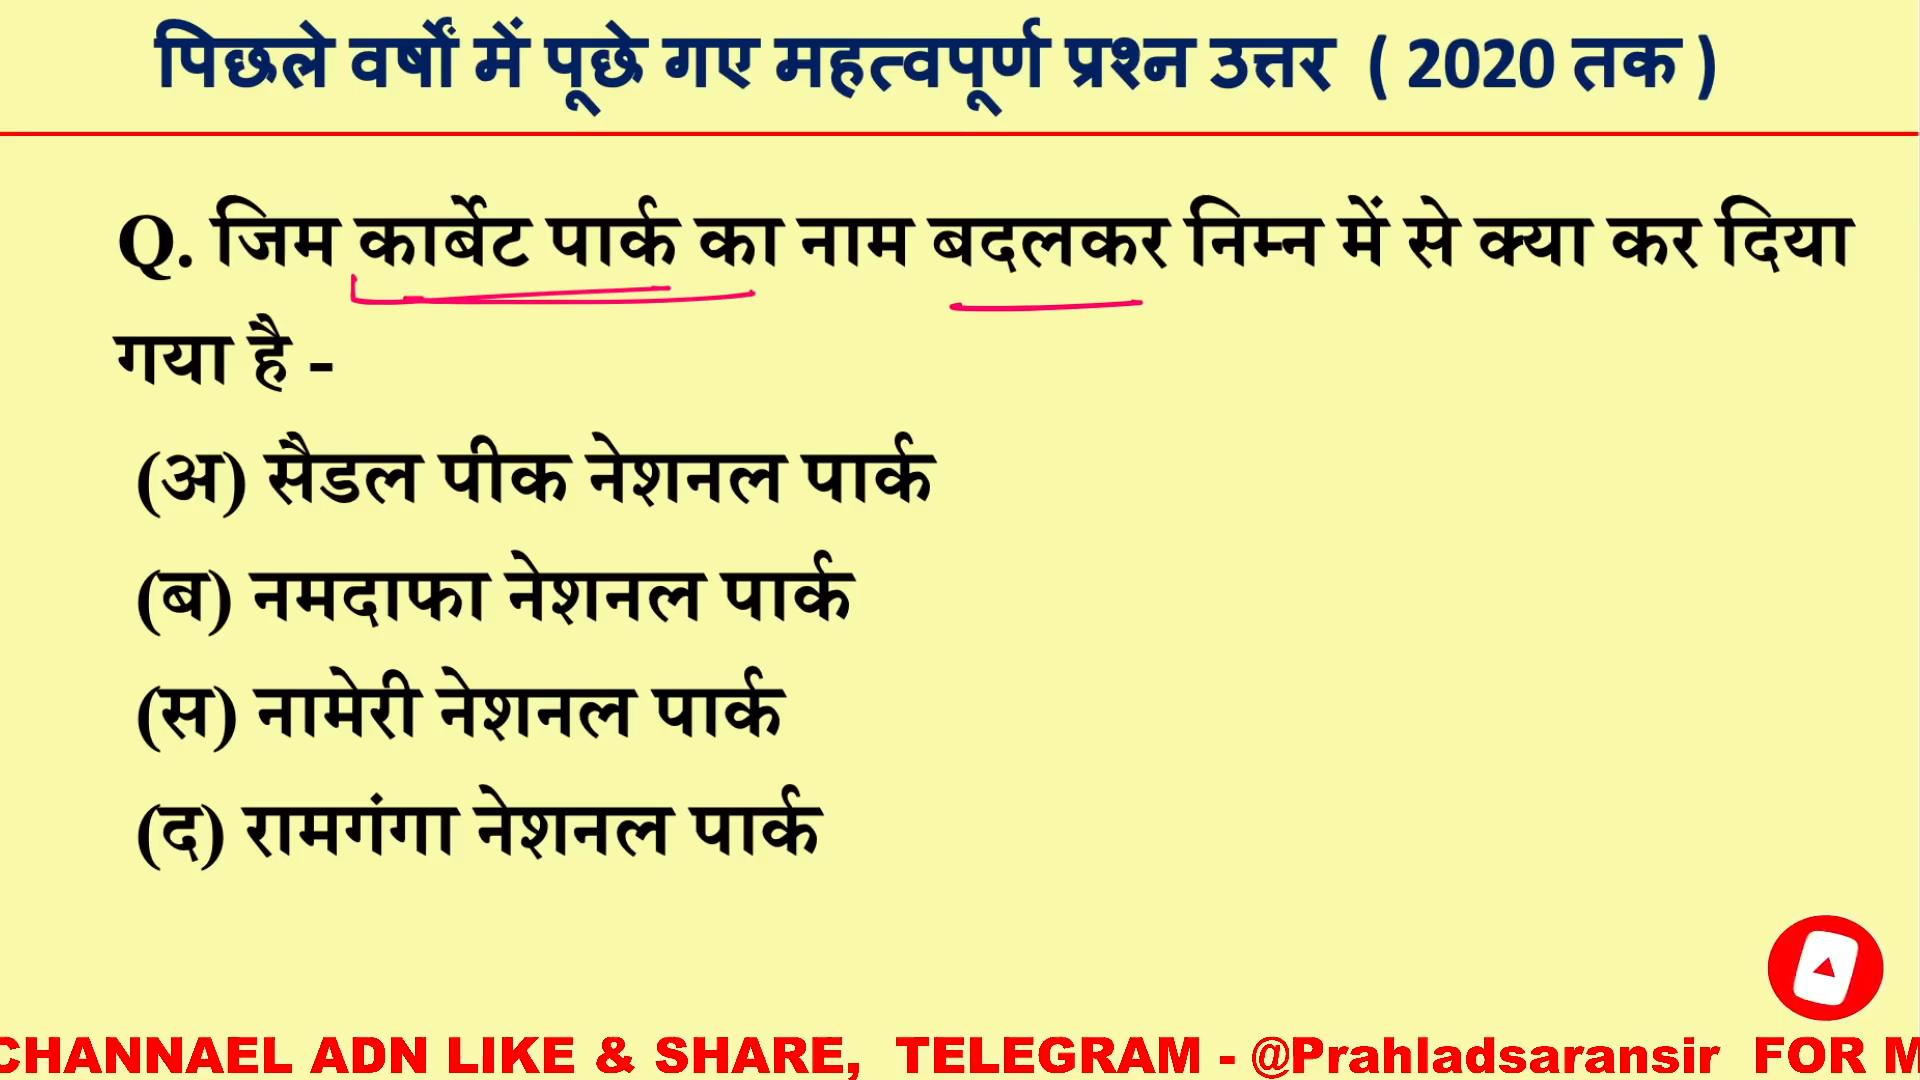 पिछले वर्षों में पूछे गए महत्वपूर्ण प्रश्न उत्तर ( 2020 तक )
Q. जिम कार्बेट पार्क का नाम बदलकर निम्न में से क्या कर दिया
गया है -
(अ) सैडल पीक नेशनल पार्क
(ब) नमदाफा नेशनल पार्क
(स) नामेरी नेशनल पार्क
(द) रामगंगा नेशनल पार्क
CHANNAEL ADN LIKE & SHARE, TELEGRAM - @Prahladsaransir FOR M